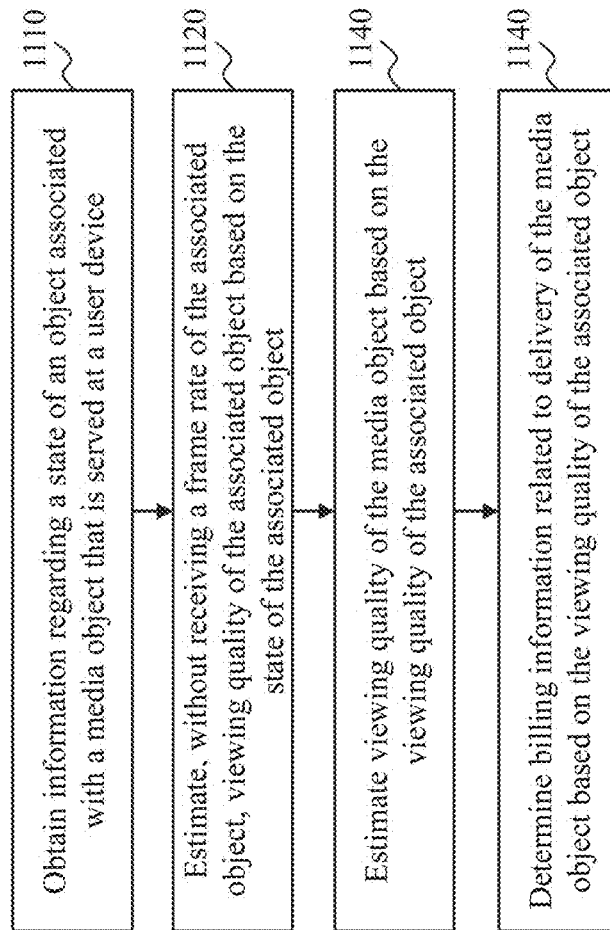 1110
Obtain information regarding a state of an object associated
with a media object that is served at a user device
1120
Estimate, without receiving a frame rate of the associated
object, viewing quality of the associated object based on the
state of the associated object
1140
Estimate viewing quality of the media object based on the
viewing quality of the associated object
1140
Determine billing information related to delivery of the media
object based on the viewing quality of the associated object